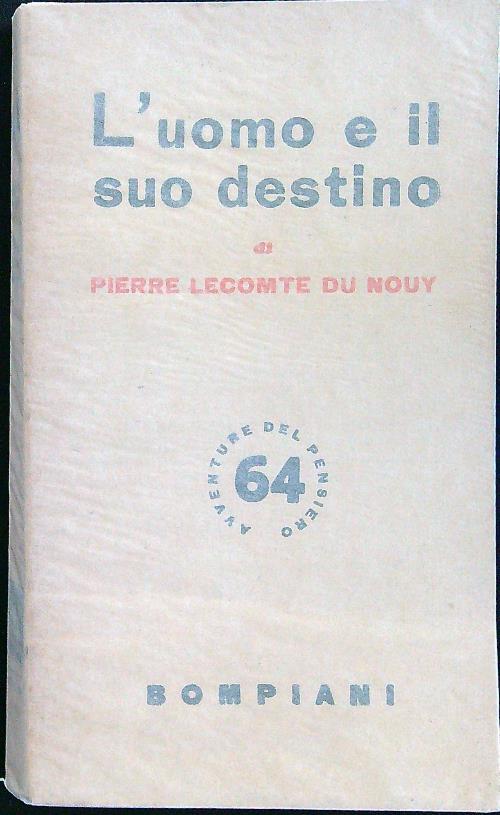 L'uomo e il
suo destino
di
PIERRE LECOMTE DU NOUY
AVVENTURE DEL PENSIERO
64
BOMPIANI